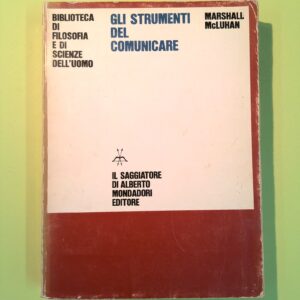 BIBLIOTECA
DI
FILOSOFIA
E DI
SCIENZE
DELL'UOMO
GLI STRUMENTI
DEL
COMUNICARE
MARSHALL
McLUHAN
IL SAGGIATORE
DI ALBERTO
MONDADORI
EDITORE